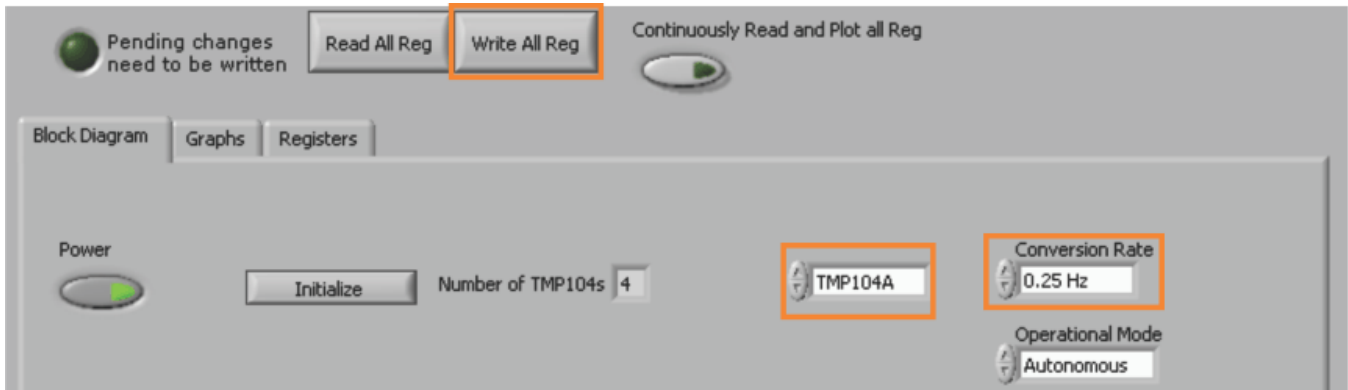 Pending changes
need to be written
Read All Reg
Write All Reg
Continuously Read and Plot all Reg
Block Diagram
Graphs
Registers
Power
Initialize
Number of TMP104s 4
TMP104A
Conversion Rate
0.25 Hz
Operational Mode
Autonomous